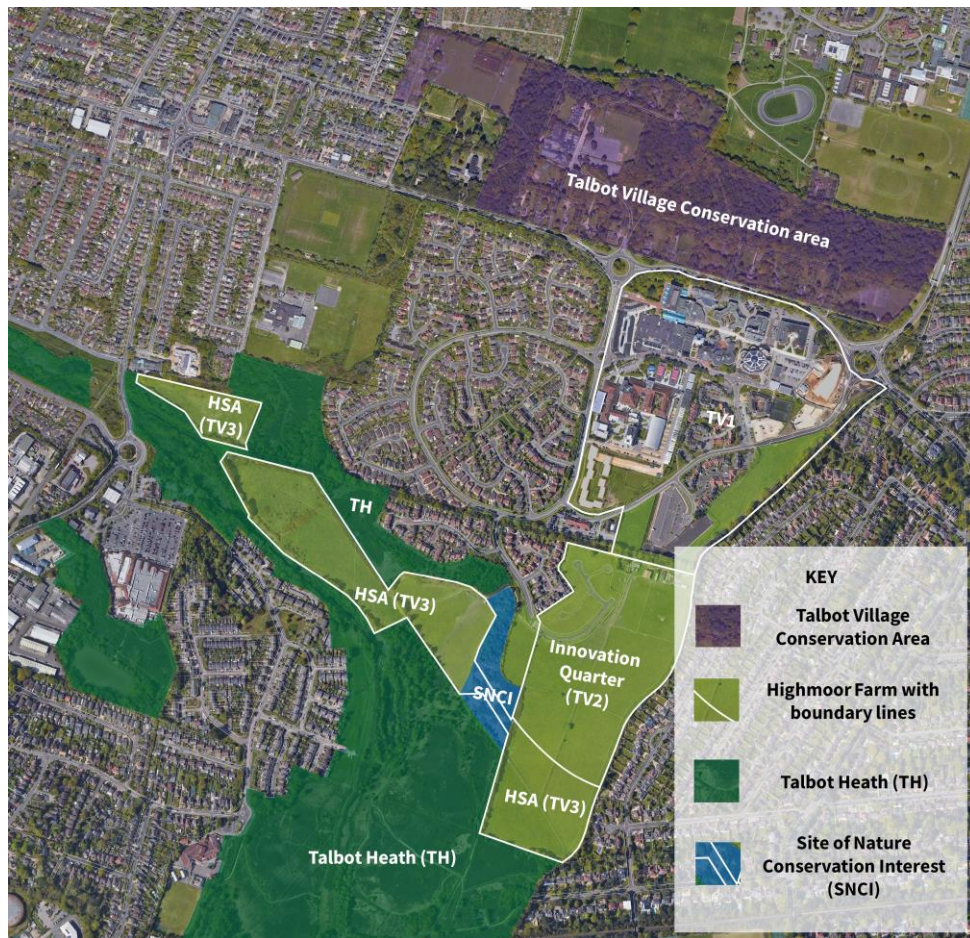 Talbot Village Conservation area
TV1
HSA
(TV3)
TH
HSA (TV3)
Innovation
Quarter
(TV2)
SNCI
HSA (TV3)
Talbot Heath (TH)
KEY
Talbot Village
Conservation Area
Highmoor Farm with
boundary lines
Talbot Heath (TH)
Site of Nature
Conservation Interest
(SNCI)